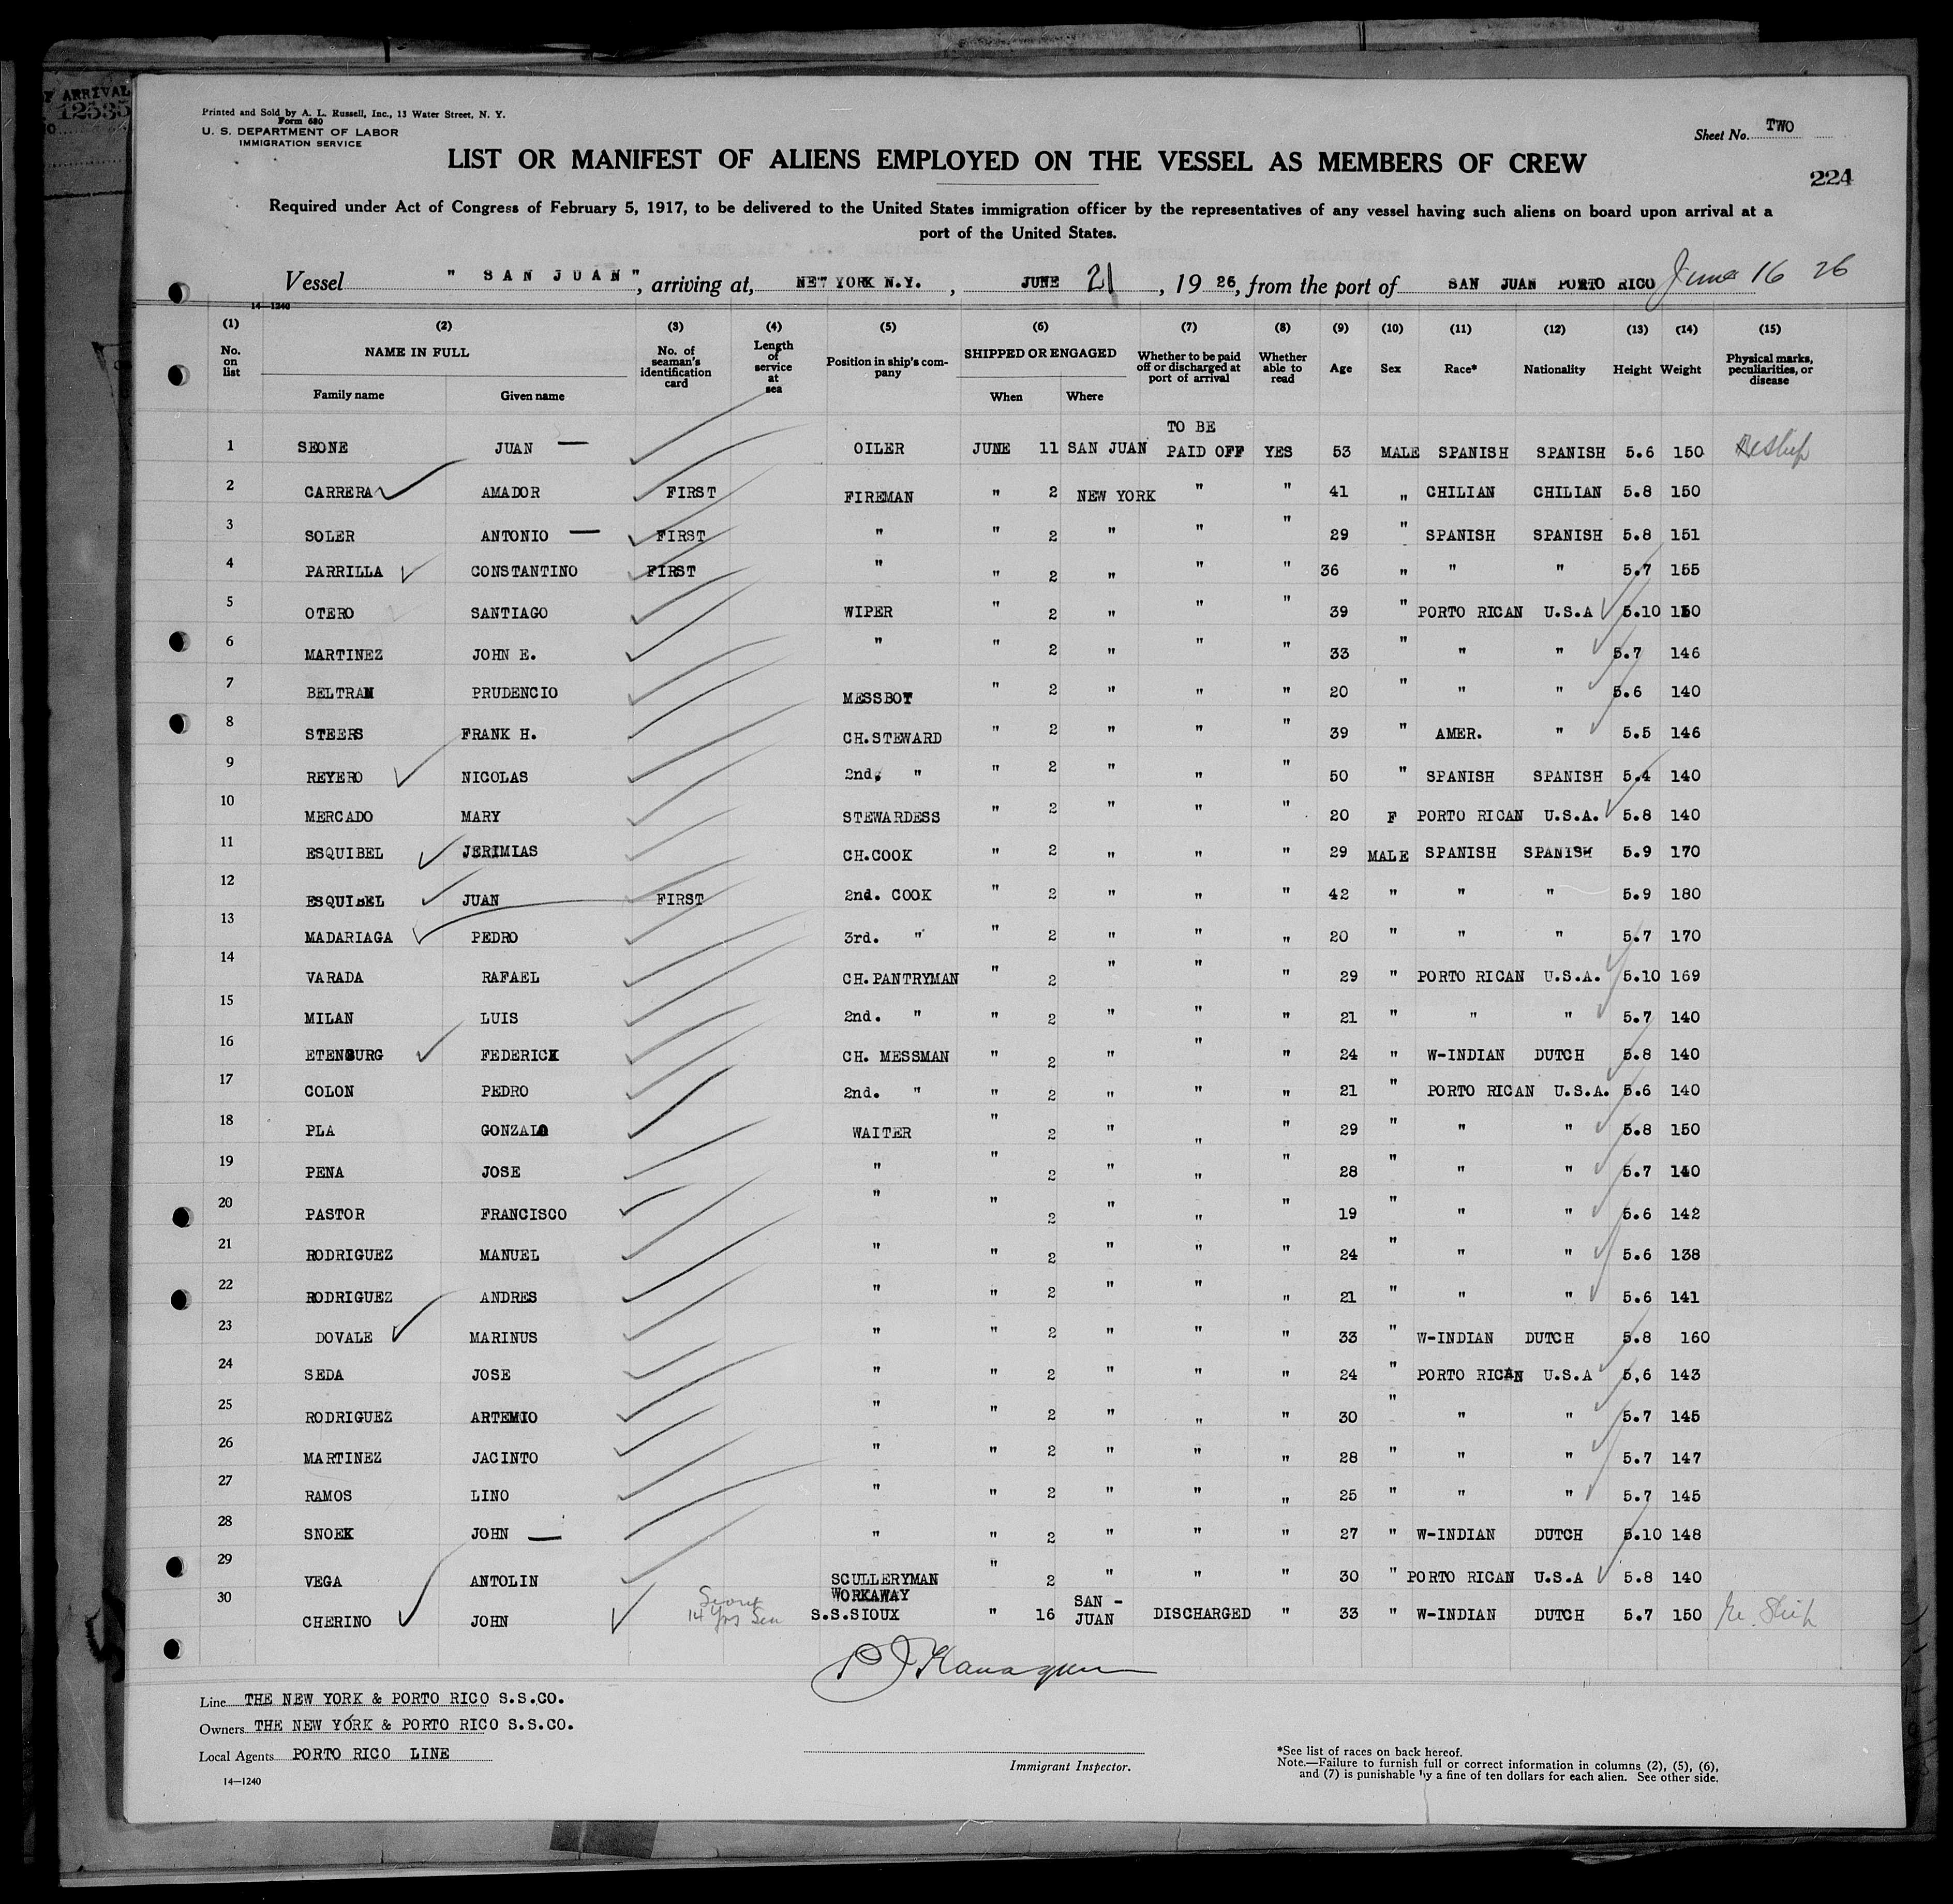 F ARRIVAL
12535
Printed and Sold by A. L. Russell, Inc., 13 Water Street, N. Y.
Form 680
U. S. DEPARTMENT OF LABOR
IMMIGRATION SERVICE
Sheet No. TWO
LIST OR MANIFEST OF ALIENS EMPLOYED ON THE VESSEL AS MEMBERS OF CREW
224
Required under Act of Congress of February 5, 1917, to be delivered to the United States immigration officer by the representatives of any vessel having such aliens on board upon arrival at a
port of the United States.
Vessel " SAN JUAN ", arriving at, NEW YORK N.Y., JUNE 21, 19 26, from the port of SAN JUAN PORTO RICO June 16 26
14-1240
(1) (2) (3) (4) (5) (6) (7) (8) (9) (10) (11) (12) (13) (14) (15)
No. on list NAME IN FULL Family name Given name No. of seaman's identification card Length of service at sea Position in ship's company SHIPPED OR ENGAGED When Where Whether to be paid off or discharged at port of arrival Whether able to read Age Sex Race* Nationality Height Weight Physical marks, peculiarities, or disease
1 SEONE JUAN — OILER JUNE 11 SAN JUAN TO BE PAID OFF YES 53 MALE SPANISH SPANISH 5.6 150 Reship
2 CARRERA AMADOR FIRST FIREMAN " 2 NEW YORK " " 41 " CHILIAN CHILIAN 5.8 150
3 SOLER ANTONIO — FIRST " " 2 " " " 29 " SPANISH SPANISH 5.8 151
4 PARRILLA CONSTANTINO FIRST " " 2 " " " 36 " " " 5.7 155
5 OTERO SANTIAGO WIPER " 2 " " " 39 " PORTO RICAN U.S.A 5.10 150
6 MARTINEZ JOHN E. " " 2 " " " 33 " " " 5.7 146
7 BELTRAN PRUDENCIO MESSBOY " 2 " " " 20 " " " 5.6 140
8 STEERS FRANK H. CH.STEWARD " 2 " " " 39 " AMER. " 5.5 146
9 REYERO NICOLAS 2nd, " " 2 " " " 50 " SPANISH SPANISH 5.4 140
10 MERCADO MARY STEWARDESS " 2 " " " 20 F PORTO RICAN U.S.A. 5.8 140
11 ESQUIBEL JERIMIAS CH.COOK " 2 " " " 29 MALE SPANISH SPANISH 5.9 170
12 ESQUIBEL JUAN FIRST 2nd. COOK " 2 " " " 42 " " " 5.9 180
13 MADARIAGA PEDRO 3rd. " " 2 " " " 20 " " " 5.7 170
14 VARADA RAFAEL CH.PANTRYMAN " 2 " " " 29 " PORTO RICAN U.S.A. 5.10 169
15 MILAN LUIS 2nd. " " 2 " " " 21 " " " 5.7 140
16 ETENBURG FEDERICK CH. MESSMAN " 2 " " " 24 " W-INDIAN DUTCH 5.8 140
17 COLON PEDRO 2nd. " " 2 " " " 21 " PORTO RICAN U.S.A. 5.6 140
18 PLA GONZALO WAITER " 2 " " " 29 " " " 5.8 150
19 PENA JOSE " " 2 " " " 28 " " " 5.7 140
20 PASTOR FRANCISCO " " 2 " " " 19 " " " 5.6 142
21 RODRIGUEZ MANUEL " " 2 " " " 24 " " " 5.6 138
22 RODRIGUEZ ANDRES " " 2 " " " 21 " " " 5.6 141
23 DOVALE MARINUS " " 2 " " " 33 " W-INDIAN DUTCH 5.8 160
24 SEDA JOSE " " 2 " " " 24 " PORTO RICAN U.S.A 5,6 143
25 RODRIGUEZ ARTEMIO " " 2 " " " 30 " " " 5.7 145
26 MARTINEZ JACINTO " " 2 " " " 28 " " " 5.7 147
27 RAMOS LINO " " 2 " " " 25 " " " 5.7 145
28 SNOEK JOHN — " " 2 " " " 27 " W-INDIAN DUTCH 5.10 148
29 VEGA ANTOLIN SCULLERYMAN " 2 " " " 30 " PORTO RICAN U.S.A 5.8 140
30 CHERINO JOHN 14 yrs Sea WORKAWAY S.S.SIOUX " 16 SAN - JUAN DISCHARGED " 33 " W-INDIAN DUTCH 5.7 150 Re. Ship
Line THE NEW YORK & PORTO RICO S.S.CO.
Owners THE NEW YORK & PORTO RICO S.S.CO.
Local Agents PORTO RICO LINE
Immigrant Inspector.
14—1240
*See list of races on back hereof.
Note.—Failure to furnish full or correct information in columns (2), (5), (6),
and (7) is punishable by a fine of ten dollars for each alien. See other side.